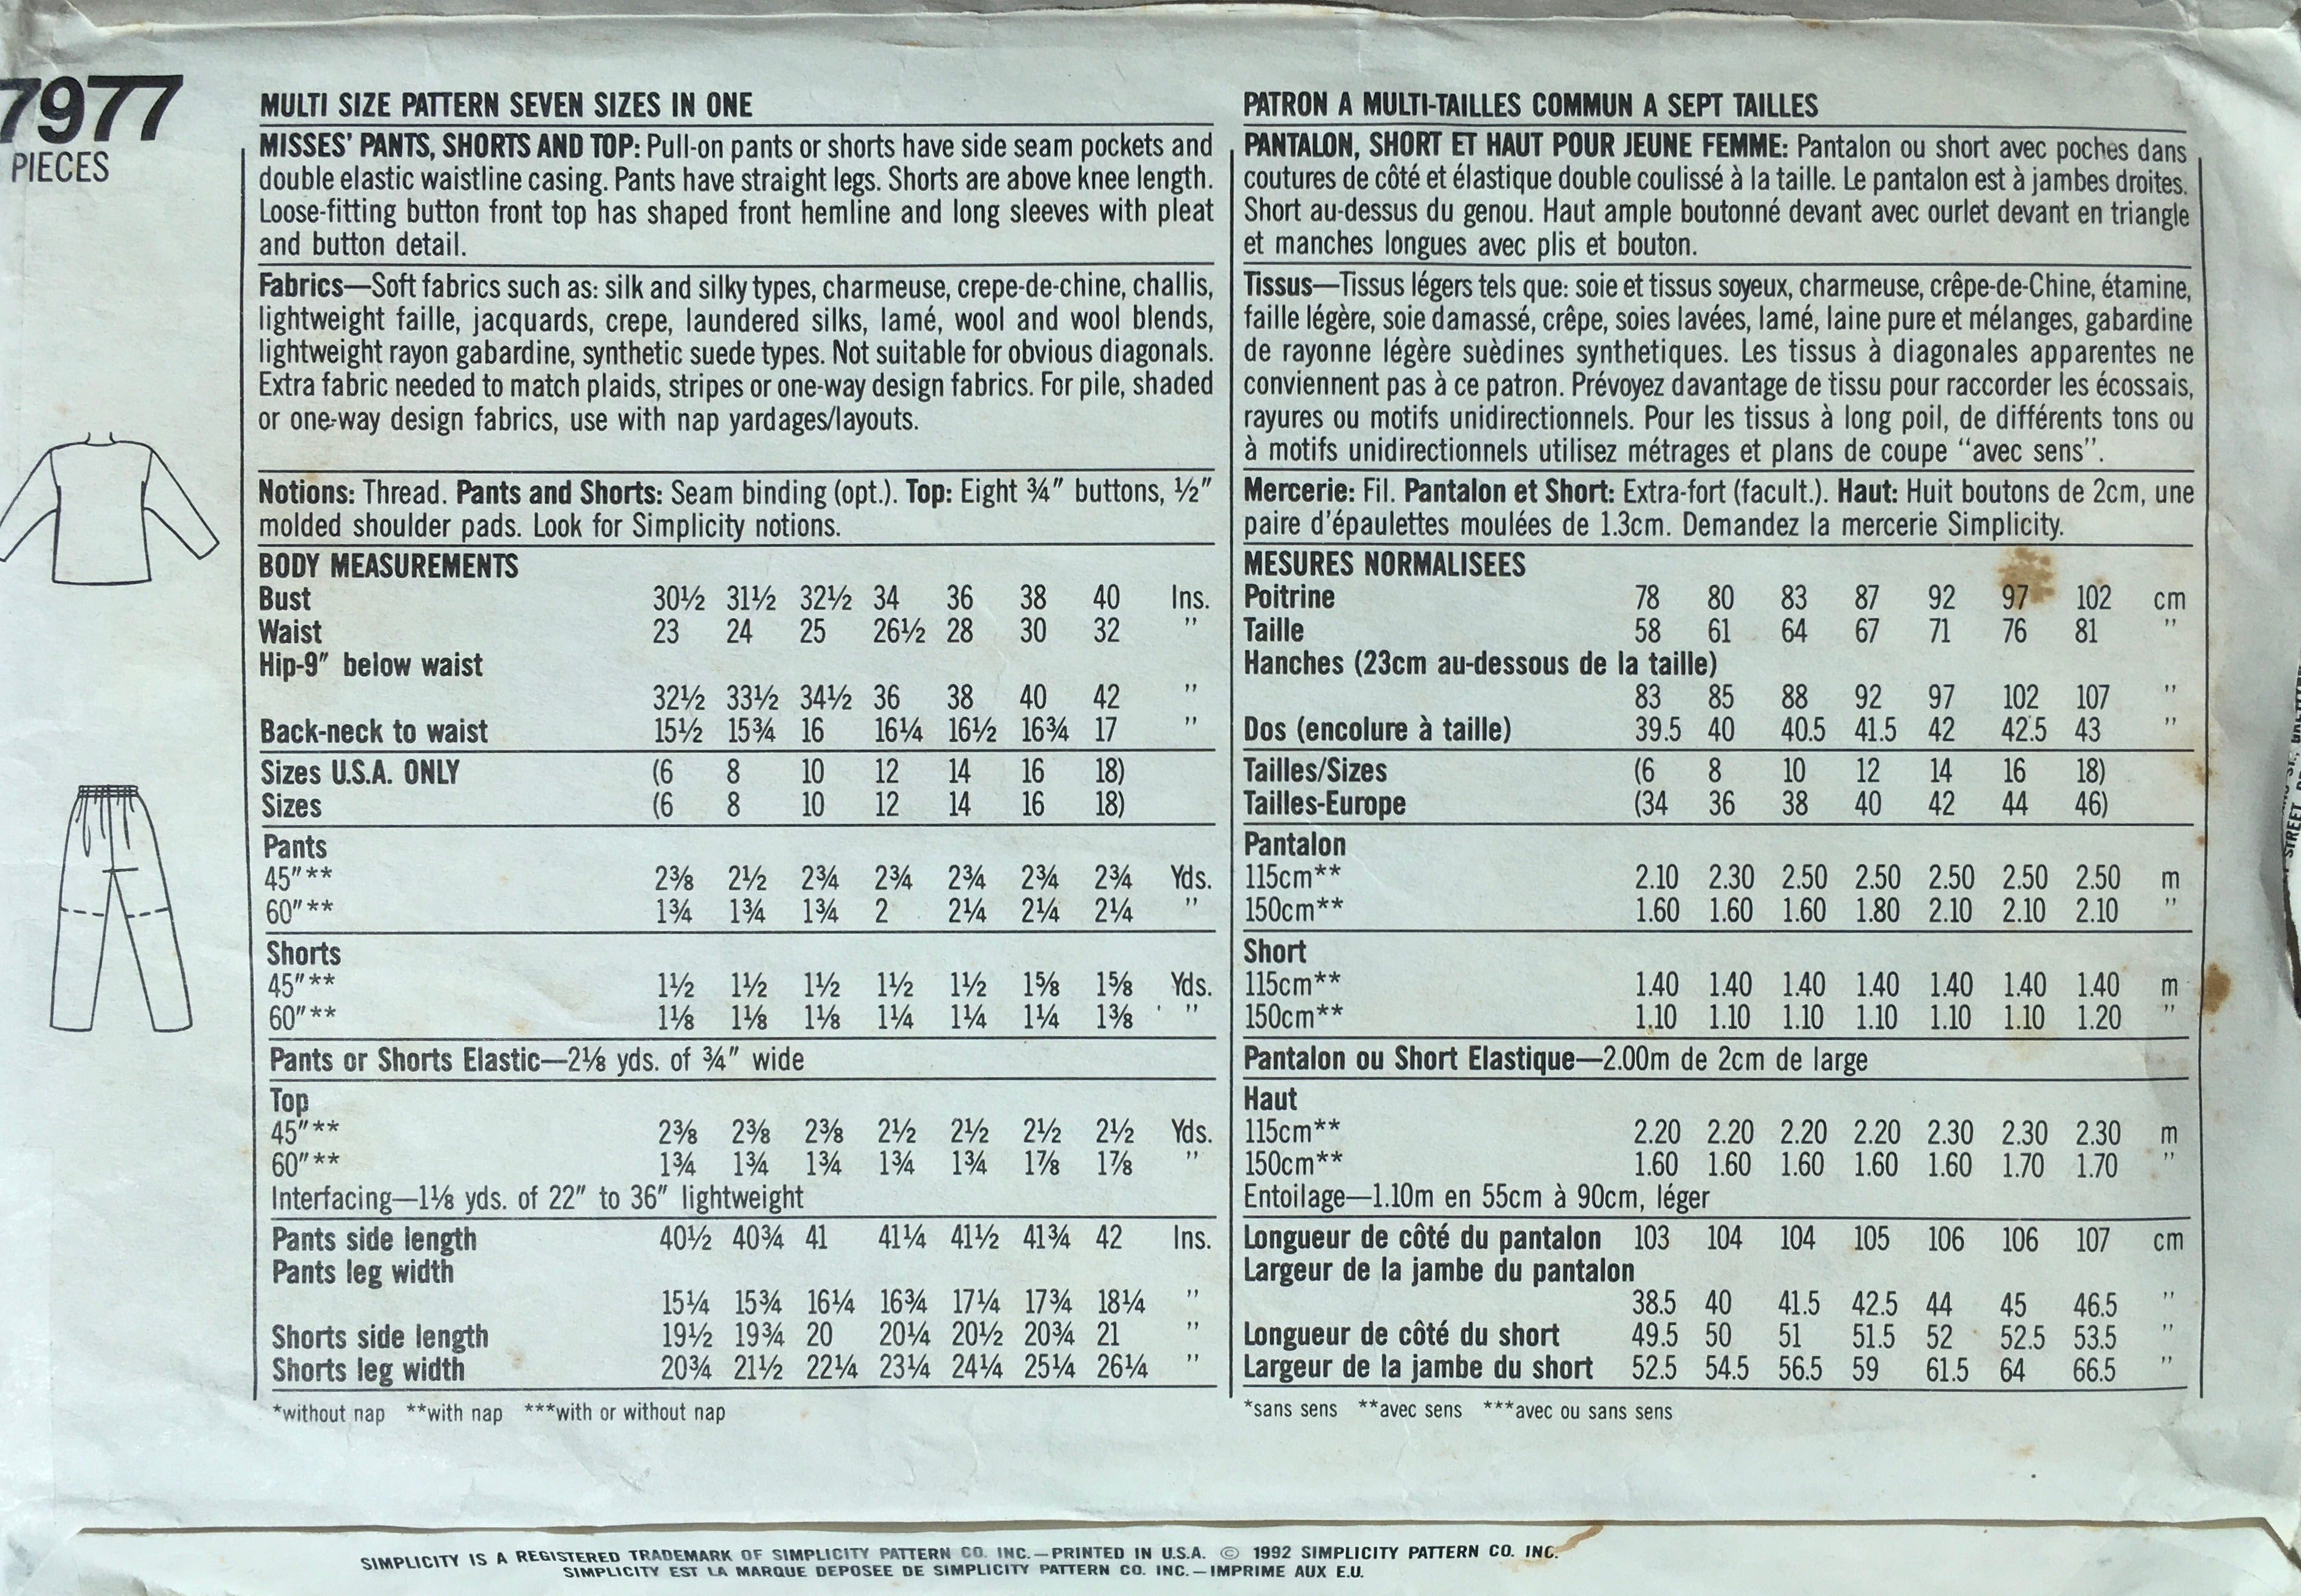 7977
PIECES
MULTI SIZE PATTERN SEVEN SIZES IN ONE
MISSES' PANTS, SHORTS AND TOP: Pull-on pants or shorts have side seam pockets and
double elastic waistline casing. Pants have straight legs. Shorts are above knee length.
Loose-fitting button front top has shaped front hemline and long sleeves with pleat
and button detail.
Fabrics—Soft fabrics such as: silk and silky types, charmeuse, crepe-de-chine, challis,
lightweight faille, jacquards, crepe, laundered silks, lamé, wool and wool blends,
lightweight rayon gabardine, synthetic suede types. Not suitable for obvious diagonals.
Extra fabric needed to match plaids, stripes or one-way design fabrics. For pile, shaded
or one-way design fabrics, use with nap yardages/layouts.
Notions: Thread. Pants and Shorts: Seam binding (opt.). Top: Eight ¾" buttons, ½"
molded shoulder pads. Look for Simplicity notions.
BODY MEASUREMENTS
Bust 30½ 31½ 32½ 34 36 38 40 Ins.
Waist 23 24 25 26½ 28 30 32 "
Hip-9" below waist
32½ 33½ 34½ 36 38 40 42 "
Back-neck to waist 15½ 15¾ 16 16¼ 16½ 16¾ 17 "
Sizes U.S.A. ONLY (6 8 10 12 14 16 18)
Sizes (6 8 10 12 14 16 18)
Pants
45"** 2⅜ 2½ 2¾ 2¾ 2¾ 2¾ 2¾ Yds.
60"** 1¾ 1¾ 1¾ 2 2¼ 2¼ 2¼ "
Shorts
45"** 1½ 1½ 1½ 1½ 1½ 1⅝ 1⅝ Yds.
60"** 1⅛ 1⅛ 1⅛ 1¼ 1¼ 1¼ 1⅜ "
Pants or Shorts Elastic—2⅛ yds. of ¾" wide
Top
45"** 2⅜ 2⅜ 2⅜ 2½ 2½ 2½ 2½ Yds.
60"** 1¾ 1¾ 1¾ 1¾ 1¾ 1⅞ 1⅞ "
Interfacing—1⅛ yds. of 22" to 36" lightweight
Pants side length 40½ 40¾ 41 41¼ 41½ 41¾ 42 Ins.
Pants leg width
15¼ 15¾ 16¼ 16¾ 17¼ 17¾ 18¼ "
Shorts side length 19½ 19¾ 20 20¼ 20½ 20¾ 21 "
Shorts leg width 20¾ 21½ 22¼ 23¼ 24¼ 25¼ 26¼ "
*without nap **with nap ***with or without nap
PATRON A MULTI-TAILLES COMMUN A SEPT TAILLES
PANTALON, SHORT ET HAUT POUR JEUNE FEMME: Pantalon ou short avec poches dans
coutures de côté et élastique double coulissé à la taille. Le pantalon est à jambes droites.
Short au-dessus du genou. Haut ample boutonné devant avec ourlet devant en triangle
et manches longues avec plis et bouton.
Tissus—Tissus légers tels que: soie et tissus soyeux, charmeuse, crêpe-de-Chine, étamine,
faille légère, soie damassé, crêpe, soies lavées, lamé, laine pure et mélanges, gabardine
de rayonne légère suèdines synthetiques. Les tissus à diagonales apparentes ne
conviennent pas à ce patron. Prévoyez davantage de tissu pour raccorder les écossais,
rayures ou motifs unidirectionnels. Pour les tissus à long poil, de différents tons ou
à motifs unidirectionnels utilisez métrages et plans de coupe "avec sens".
Mercerie: Fil. Pantalon et Short: Extra-fort (facult.). Haut: Huit boutons de 2cm, une
paire d'épaulettes moulées de 1.3cm. Demandez la mercerie Simplicity.
MESURES NORMALISEES
Poitrine 78 80 83 87 92 97 102 cm
Taille 58 61 64 67 71 76 81 "
Hanches (23cm au-dessous de la taille)
83 85 88 92 97 102 107 "
Dos (encolure à taille) 39.5 40 40.5 41.5 42 42.5 43 "
Tailles/Sizes (6 8 10 12 14 16 18)
Tailles-Europe (34 36 38 40 42 44 46)
Pantalon
115cm** 2.10 2.30 2.50 2.50 2.50 2.50 2.50 m
150cm** 1.60 1.60 1.60 1.80 2.10 2.10 2.10 "
Short
115cm** 1.40 1.40 1.40 1.40 1.40 1.40 1.40 m
150cm** 1.10 1.10 1.10 1.10 1.10 1.10 1.20 "
Pantalon ou Short Elastique—2.00m de 2cm de large
Haut
115cm** 2.20 2.20 2.20 2.20 2.30 2.30 2.30 m
150cm** 1.60 1.60 1.60 1.60 1.60 1.70 1.70 "
Entoilage—1.10m en 55cm à 90cm, léger
Longueur de côté du pantalon 103 104 104 105 106 106 107 cm
Largeur de la jambe du pantalon
38.5 40 41.5 42.5 44 45 46.5 "
Longueur de côté du short 49.5 50 51 51.5 52 52.5 53.5 "
Largeur de la jambe du short 52.5 54.5 56.5 59 61.5 64 66.5 "
*sans sens **avec sens ***avec ou sans sens
STREET
SIMPLICITY IS A REGISTERED TRADEMARK OF SIMPLICITY PATTERN CO. INC.—PRINTED IN U.S.A. © 1992 SIMPLICITY PATTERN CO. INC.
SIMPLICITY EST LA MARQUE DEPOSEE DE SIMPLICITY PATTERN CO. INC.—IMPRIME AUX E.U.